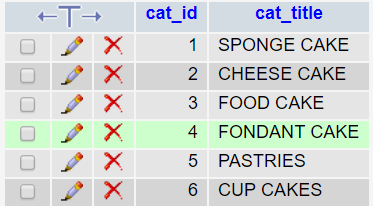 cat_id cat_title
1 SPONGE CAKE
2 CHEESE CAKE
3 FOOD CAKE
4 FONDANT CAKE
5 PASTRIES
6 CUP CAKES